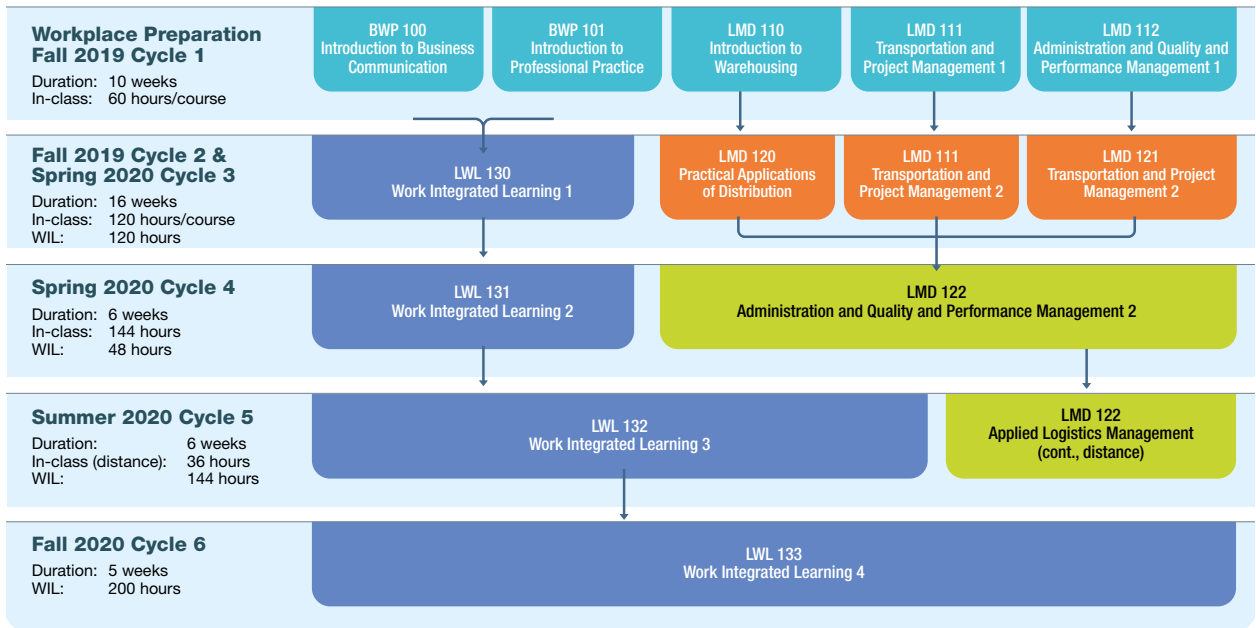 Workplace Preparation
Fall 2019 Cycle 1
Duration: 10 weeks
In-class: 60 hours/course
BWP 100
Introduction to Business
Communication
BWP 101
Introduction to
Professional Practice
LMD 110
Introduction to
Warehousing
LMD 111
Transportation and
Project Management 1
LMD 112
Administration and Quality and
Performance Management 1
Fall 2019 Cycle 2 &
Spring 2020 Cycle 3
Duration: 16 weeks
In-class: 120 hours/course
WIL: 120 hours
LWL 130
Work Integrated Learning 1
LMD 120
Practical Applications
of Distribution
LMD 111
Transportation and
Project Management 2
LMD 121
Transportation and Project
Management 2
Spring 2020 Cycle 4
Duration: 6 weeks
In-class: 144 hours
WIL: 48 hours
LWL 131
Work Integrated Learning 2
LMD 122
Administration and Quality and Performance Management 2
Summer 2020 Cycle 5
Duration: 6 weeks
In-class (distance): 36 hours
WIL: 144 hours
LWL 132
Work Integrated Learning 3
LMD 122
Applied Logistics Management
(cont., distance)
Fall 2020 Cycle 6
Duration: 5 weeks
WIL: 200 hours
LWL 133
Work Integrated Learning 4